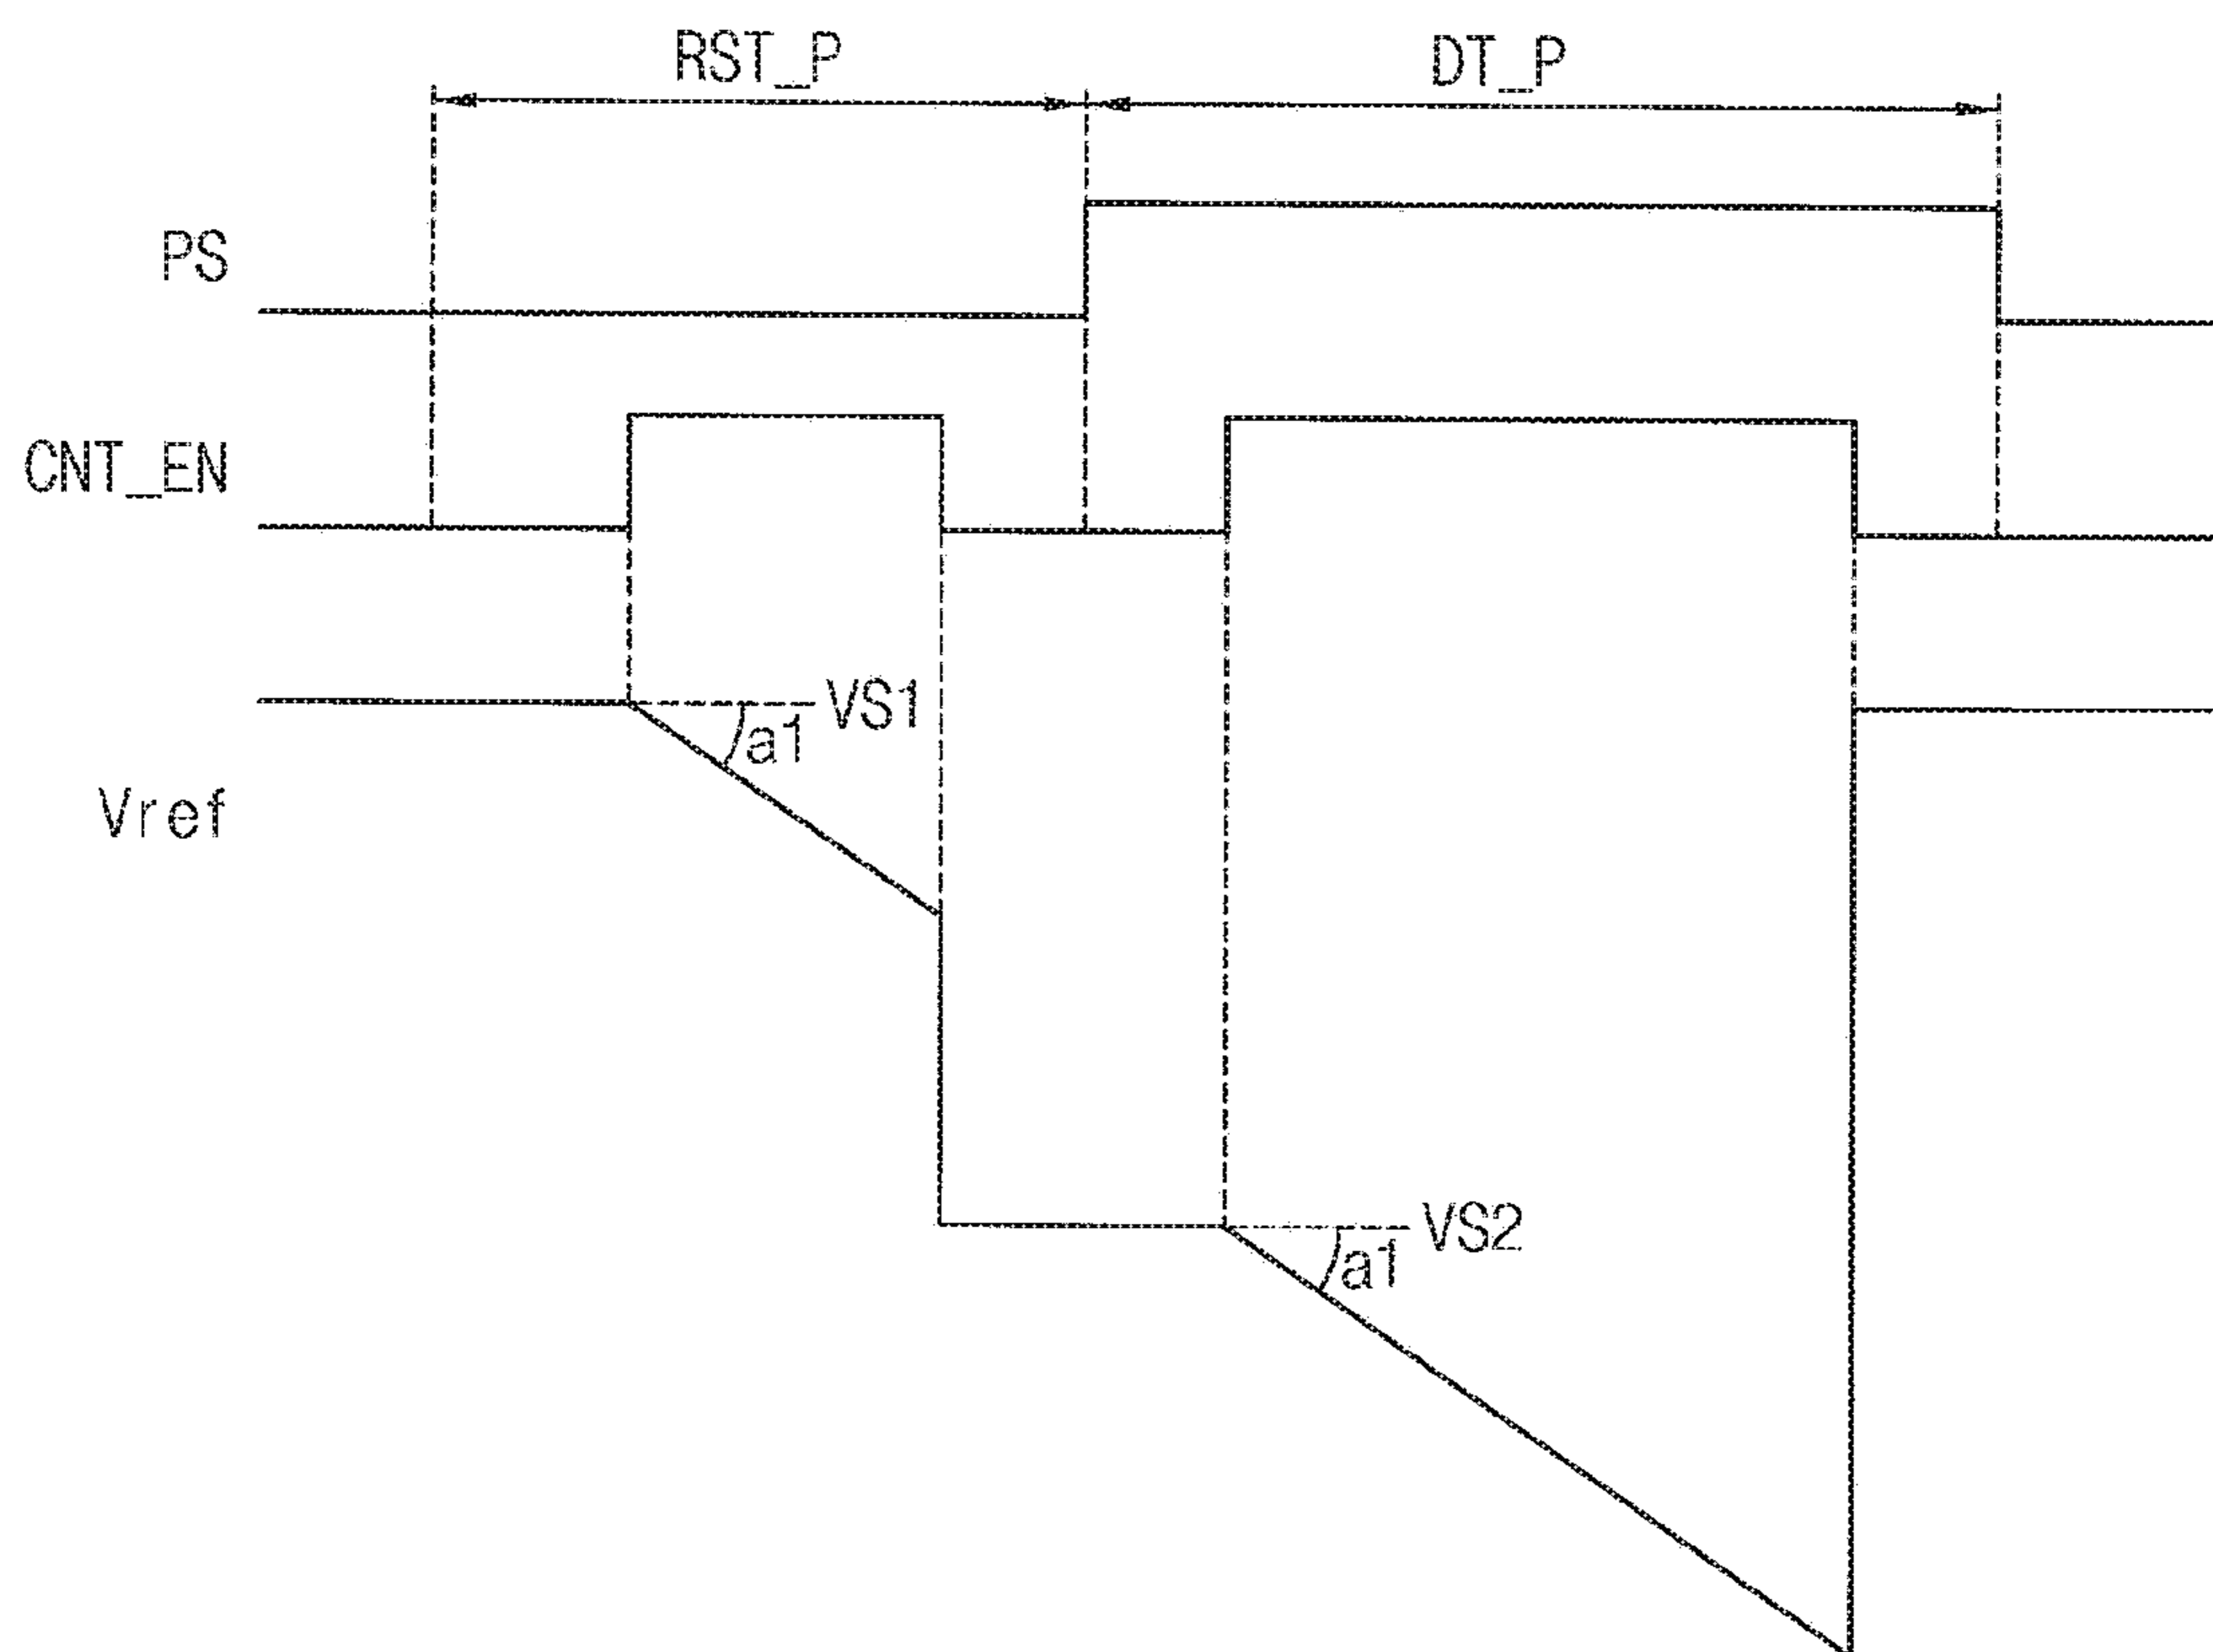 RST_P
DT_P
PS
CNT_EN
VS1
a1
Vref
VS2
a1